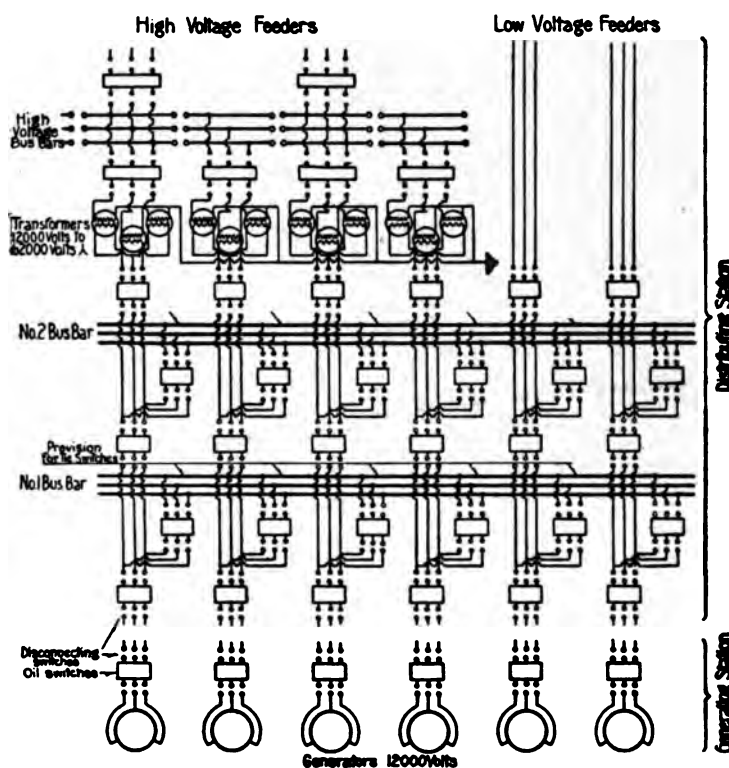 High Voltage Feeders
Low Voltage Feeders
High
Voltage
Bus Bars
Transformers
12000 Volts To
62000 Volts
No.2 Bus Bar
Provision
For Tie Switches
No.1 Bus Bar
Disconnecting
switches
Oil switches
Generators 12000 Volts
Distributing Station
Generating Station